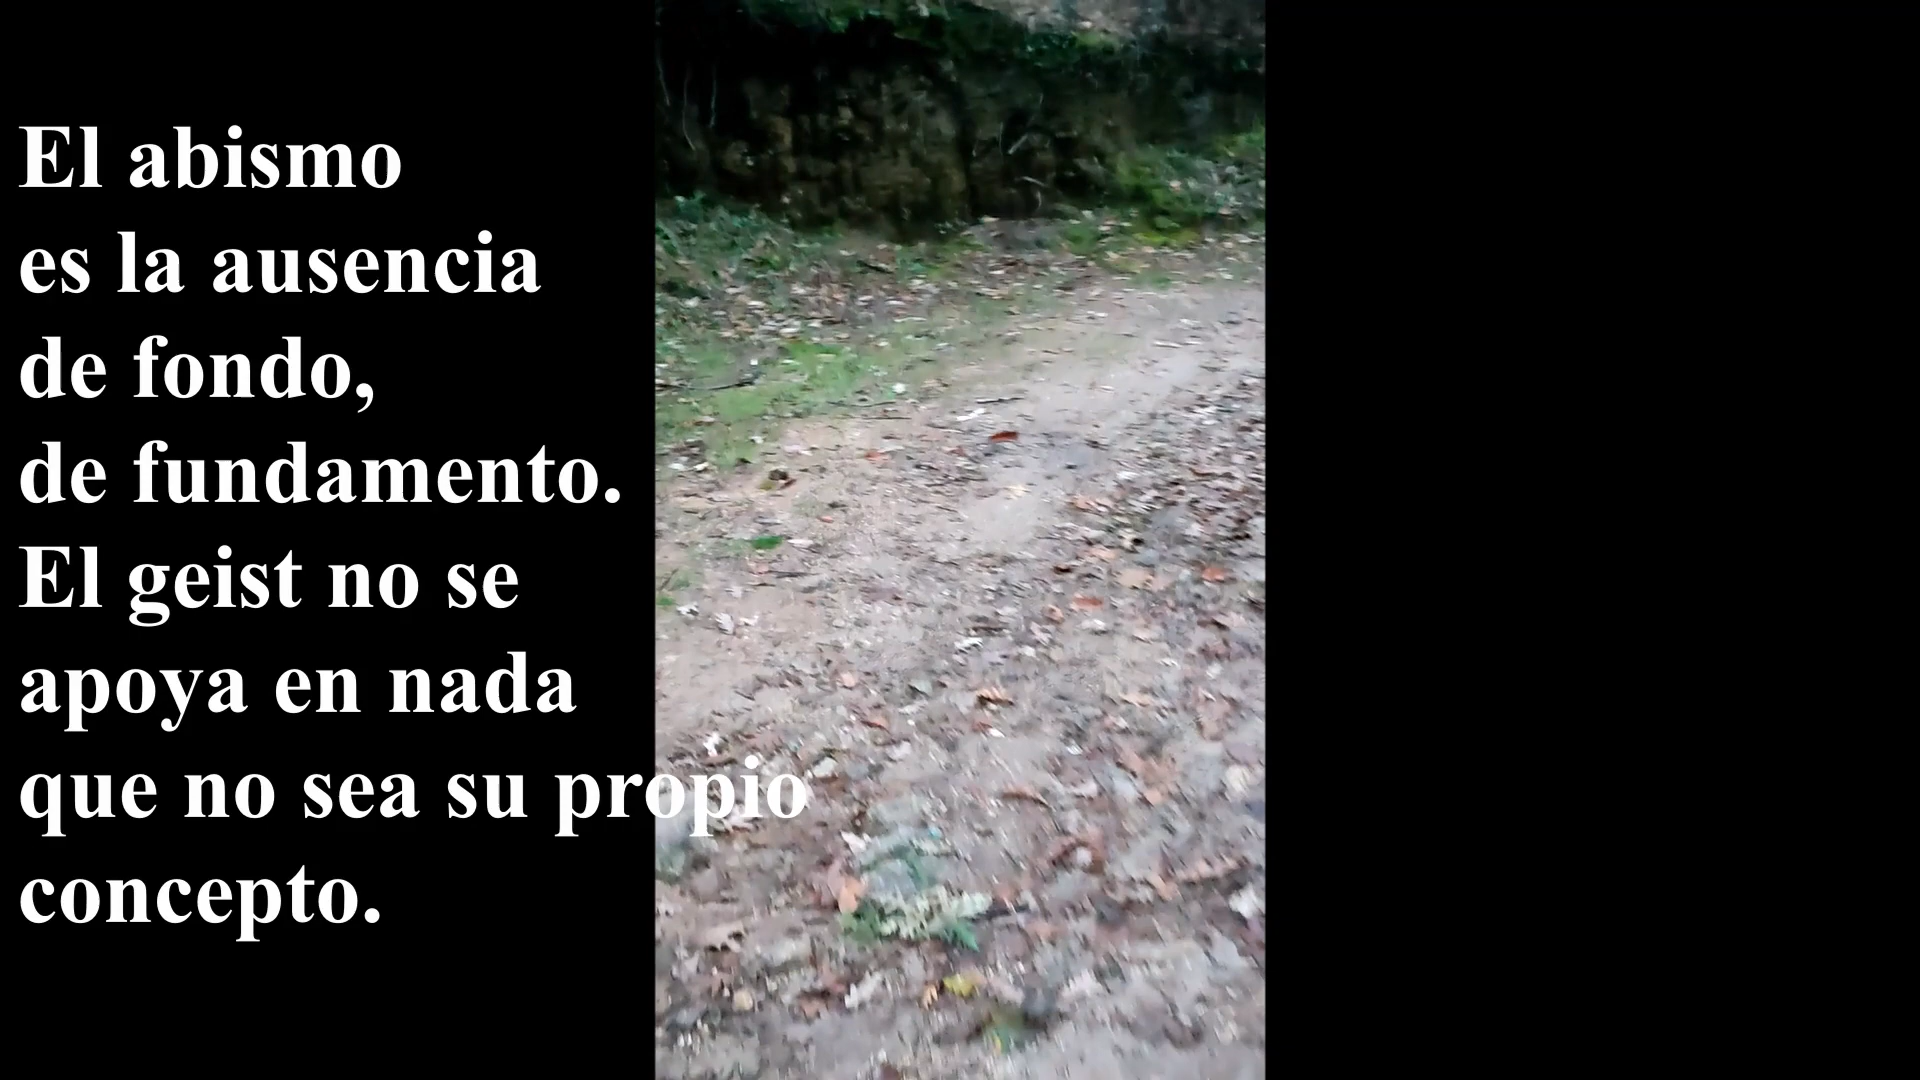 El abismo
es la ausencia
de fondo,
de fundamento.
El geist no se
apoya en nada
que no sea su propio
concepto.